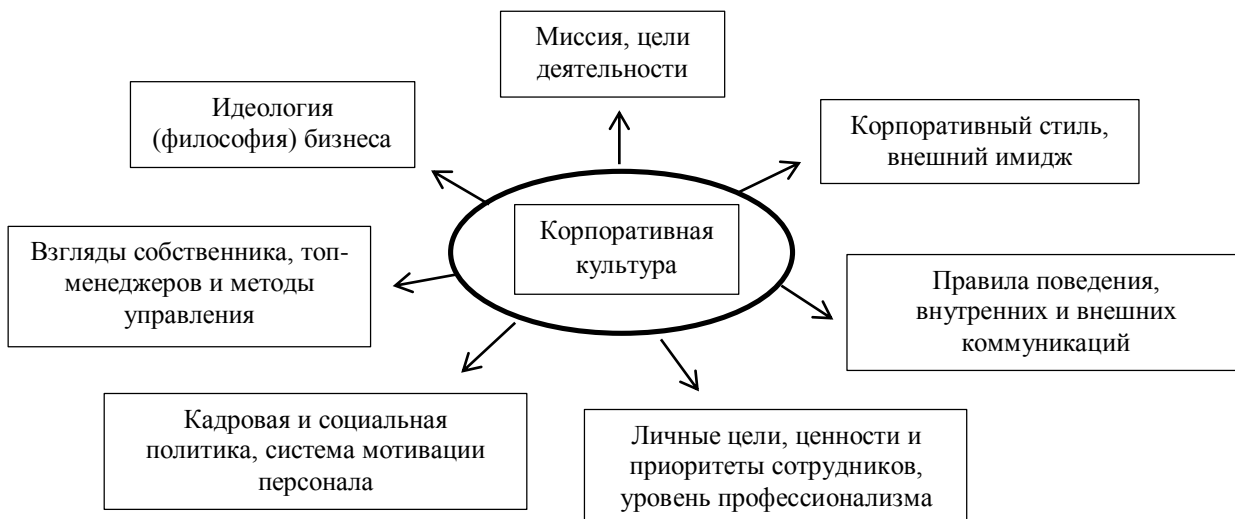 Миссия, цели
деятельности
Идеология
(философия) бизнеса
Корпоративный стиль,
внешний имидж
Корпоративная
культура
Взгляды собственника, топ-
менеджеров и методы
управления
Правила поведения,
внутренних и внешних
коммуникаций
Кадровая и социальная
политика, система мотивации
персонала
Личные цели, ценности и
приоритеты сотрудников,
уровень профессионализма